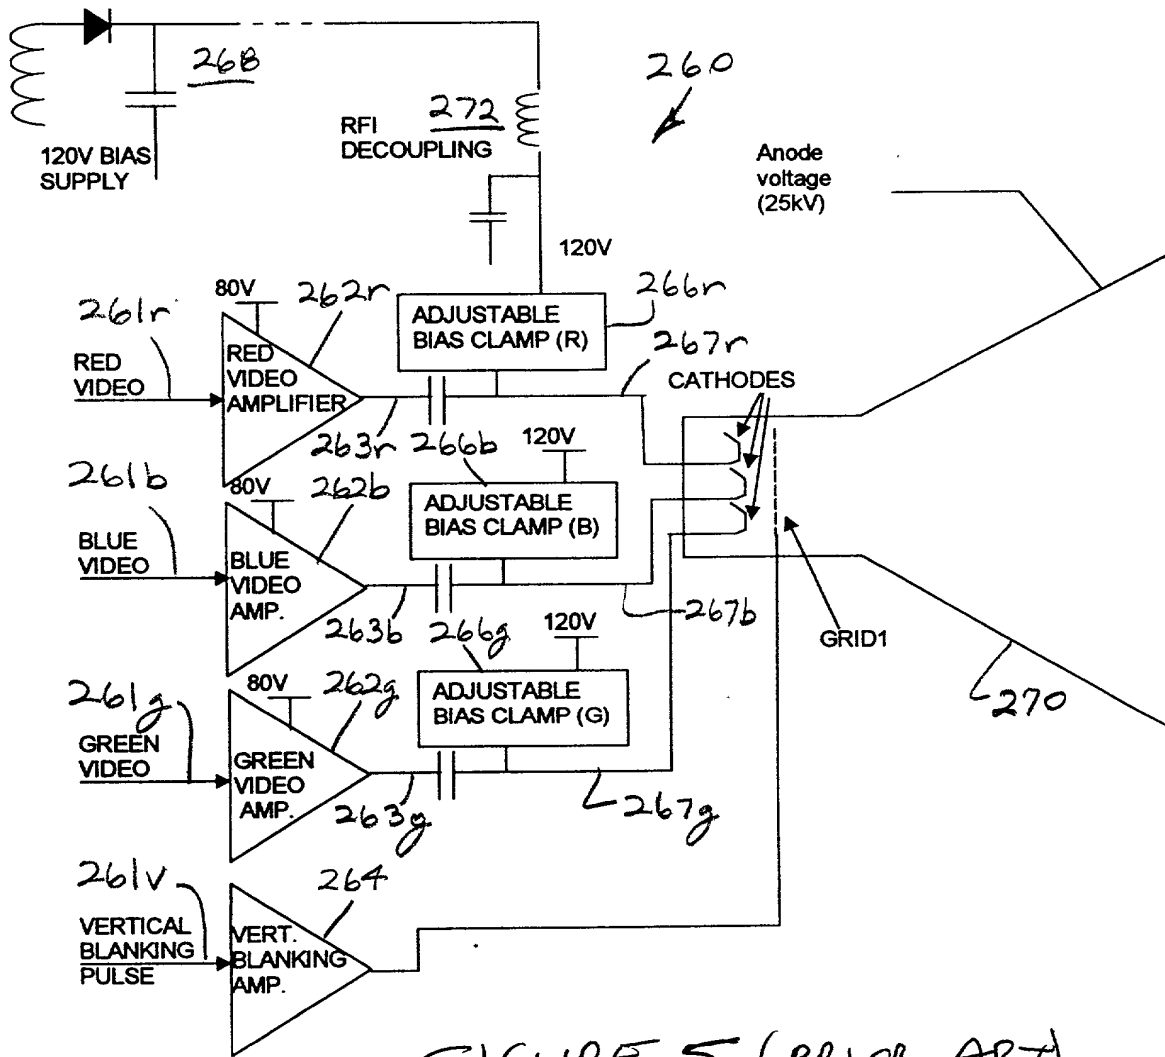 268
260
RFI
DECOUPLING
272
120V BIAS
SUPPLY
Anode
voltage
(25kV)
120V
261r
80V
262r
266r
ADJUSTABLE
BIAS CLAMP (R)
267r
RED
VIDEO
RED
VIDEO
AMPLIFIER
CATHODES
263r
266b
120V
261b
80V
262b
ADJUSTABLE
BIAS CLAMP (B)
BLUE
VIDEO
BLUE
VIDEO
AMP.
263b
266g
120V
267b
GRID1
261g
80V
262g
ADJUSTABLE
BIAS CLAMP (G)
270
GREEN
VIDEO
GREEN
VIDEO
AMP.
263g
267g
261v
264
VERTICAL
BLANKING
PULSE
VERT.
BLANKING
AMP.
FIGURE 5 (PRIOR ART)